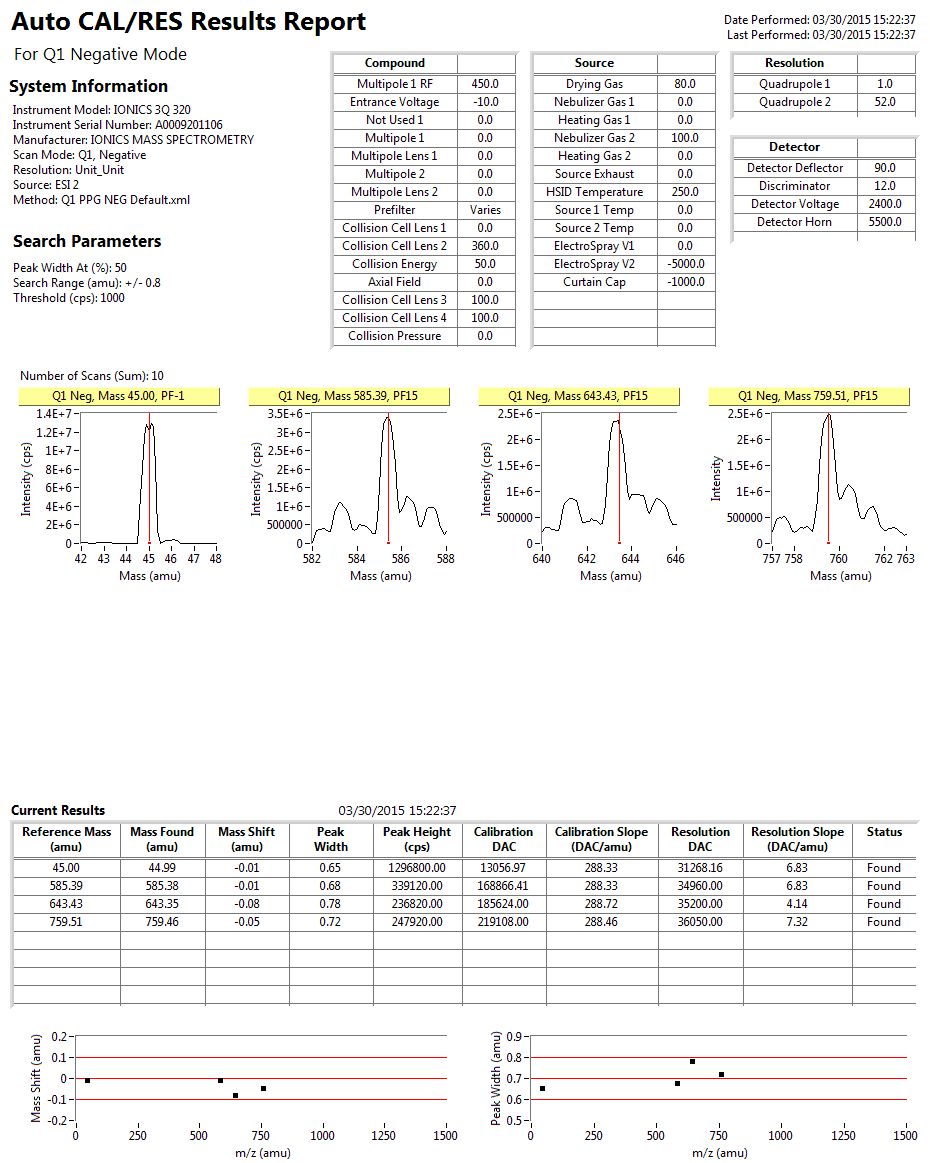 Auto CAL/RES Results Report
Date Performed: 03/30/2015 15:22:37
Last Performed: 03/30/2015 15:22:37
For Q1 Negative Mode
System Information
Instrument Model: IONICS 3Q 320
Instrument Serial Number: A0009201106
Manufacturer: IONICS MASS SPECTROMETRY
Scan Mode: Q1, Negative
Resolution: Unit_Unit
Source: ESI 2
Method: Q1 PPG NEG Default.xml
Search Parameters
Peak Width At (%): 50
Search Range (amu): +/- 0.8
Threshold (cps): 1000
Compound
Multipole 1 RF 450.0
Entrance Voltage -10.0
Not Used 1 0.0
Multipole 1 0.0
Multipole Lens 1 0.0
Multipole 2 0.0
Multipole Lens 2 0.0
Prefilter Varies
Collision Cell Lens 1 0.0
Collision Cell Lens 2 360.0
Collision Energy 50.0
Axial Field 0.0
Collision Cell Lens 3 100.0
Collision Cell Lens 4 100.0
Collision Pressure 0.0
Source
Drying Gas 80.0
Nebulizer Gas 1 0.0
Heating Gas 1 0.0
Nebulizer Gas 2 100.0
Heating Gas 2 0.0
Source Exhaust 0.0
HSID Temperature 250.0
Source 1 Temp 0.0
Source 2 Temp 0.0
ElectroSpray V1 0.0
ElectroSpray V2 -5000.0
Curtain Cap -1000.0
Resolution
Quadrupole 1 1.0
Quadrupole 2 52.0
Detector
Detector Deflector 90.0
Discriminator 12.0
Detector Voltage 2400.0
Detector Horn 5500.0
Number of Scans (Sum): 10
Q1 Neg, Mass 45.00, PF-1
Intensity (cps)
1.4E+7
1.2E+7
1E+7
8E+6
6E+6
4E+6
2E+6
0
42 43 44 45 46 47 48
Mass (amu)
Q1 Neg, Mass 585.39, PF15
Intensity (cps)
3.5E+6
3E+6
2.5E+6
2E+6
1.5E+6
1E+6
500000
0
582 584 586 588
Mass (amu)
Q1 Neg, Mass 643.43, PF15
Intensity (cps)
2.5E+6
2E+6
1.5E+6
1E+6
500000
0
640 642 644 646
Mass (amu)
Q1 Neg, Mass 759.51, PF15
Intensity
2.5E+6
2E+6
1.5E+6
1E+6
500000
0
757 758 760 762 763
Mass (amu)
Current Results 03/30/2015 15:22:37
Reference Mass (amu) Mass Found (amu) Mass Shift (amu) Peak Width Peak Height (cps) Calibration DAC Calibration Slope (DAC/amu) Resolution DAC Resolution Slope (DAC/amu) Status
45.00 44.99 -0.01 0.65 1296800.00 13056.97 288.33 31268.16 6.83 Found
585.39 585.38 -0.01 0.68 339120.00 168866.41 288.33 34960.00 6.83 Found
643.43 643.35 -0.08 0.78 236820.00 185624.00 288.72 35200.00 4.14 Found
759.51 759.46 -0.05 0.72 247920.00 219108.00 288.46 36050.00 7.32 Found
Mass Shift (amu)
0.2
0.1
0
-0.1
-0.2
0 250 500 750 1000 1250 1500
m/z (amu)
Peak Width (amu)
0.9
0.8
0.7
0.6
0.5
0 250 500 750 1000 1250 1500
m/z (amu)